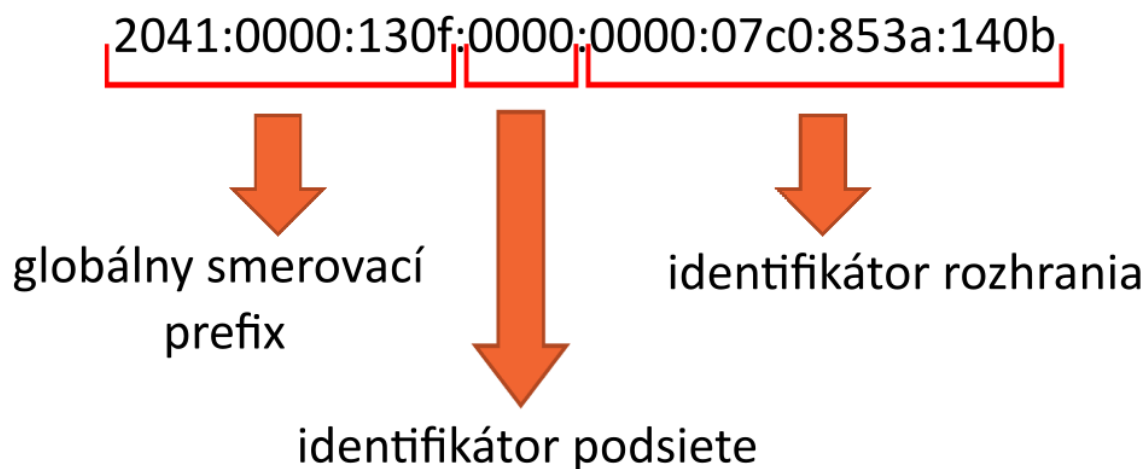 2041:0000:130f:0000:0000:07c0:853a:140b
globálny smerovací
prefix
identifikátor rozhrania
identifikátor podsiete